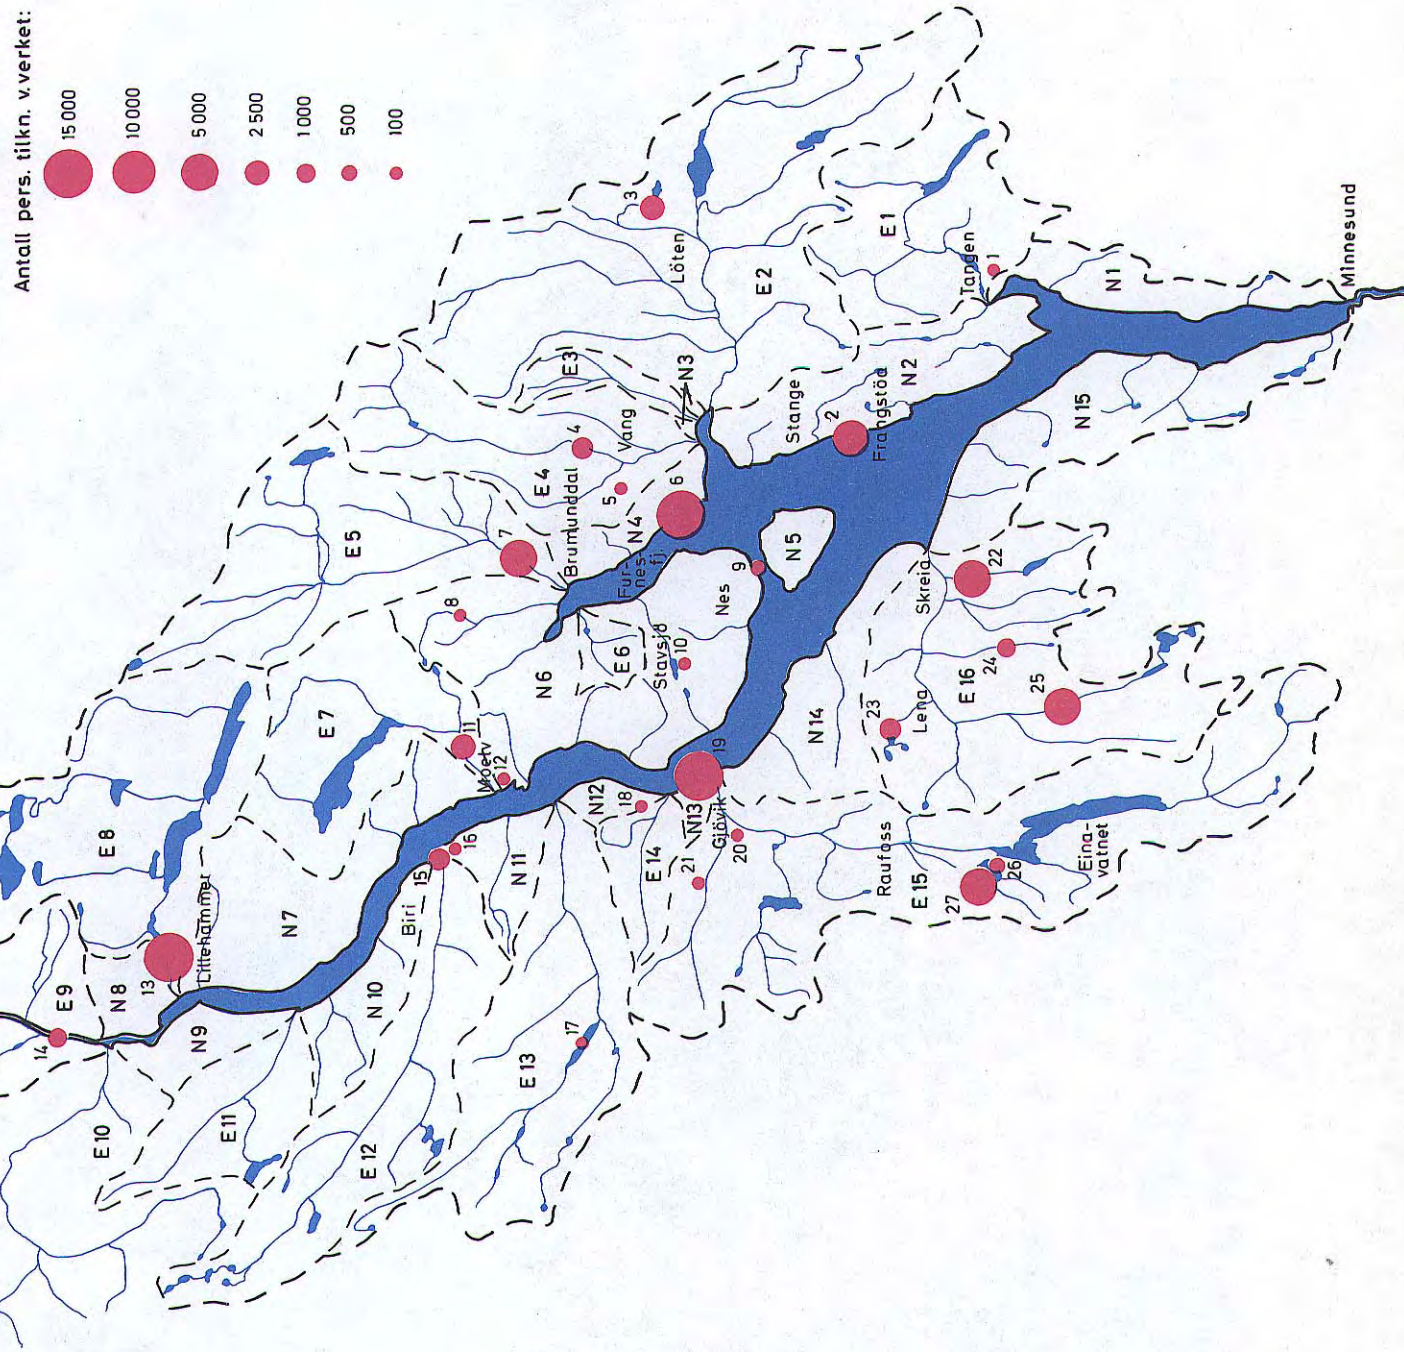 Antall pers. tilkn. v.verket:
15 000
10 000
5 000
2 500
1 000
500
100
E 9
14
N 8
13
Lillehammer
E 8
N 7
E 7
N 9
E 10
E 11
N 10
E 12
Biri
15
16
N 11
E 13
17
11
Moelv
12
8
N 6
E 5
7
Brumunddal
E 4
4
5
Vang
E 3
N 3
N 4
6
Fur-
nes-
fj.
E 6
Stavsjø
10
Nes
9
N 5
3
Löten
E 2
Stange
2
Frangstöa
N 2
E 1
Tangen
1
N 1
Minnesund
N 15
N 12
18
N 13
19
Gjövik
20
21
E 14
N 14
Skreia
22
23
Lena
E 16
24
25
Raufoss
E 15
26
27
Eina-
vatnet